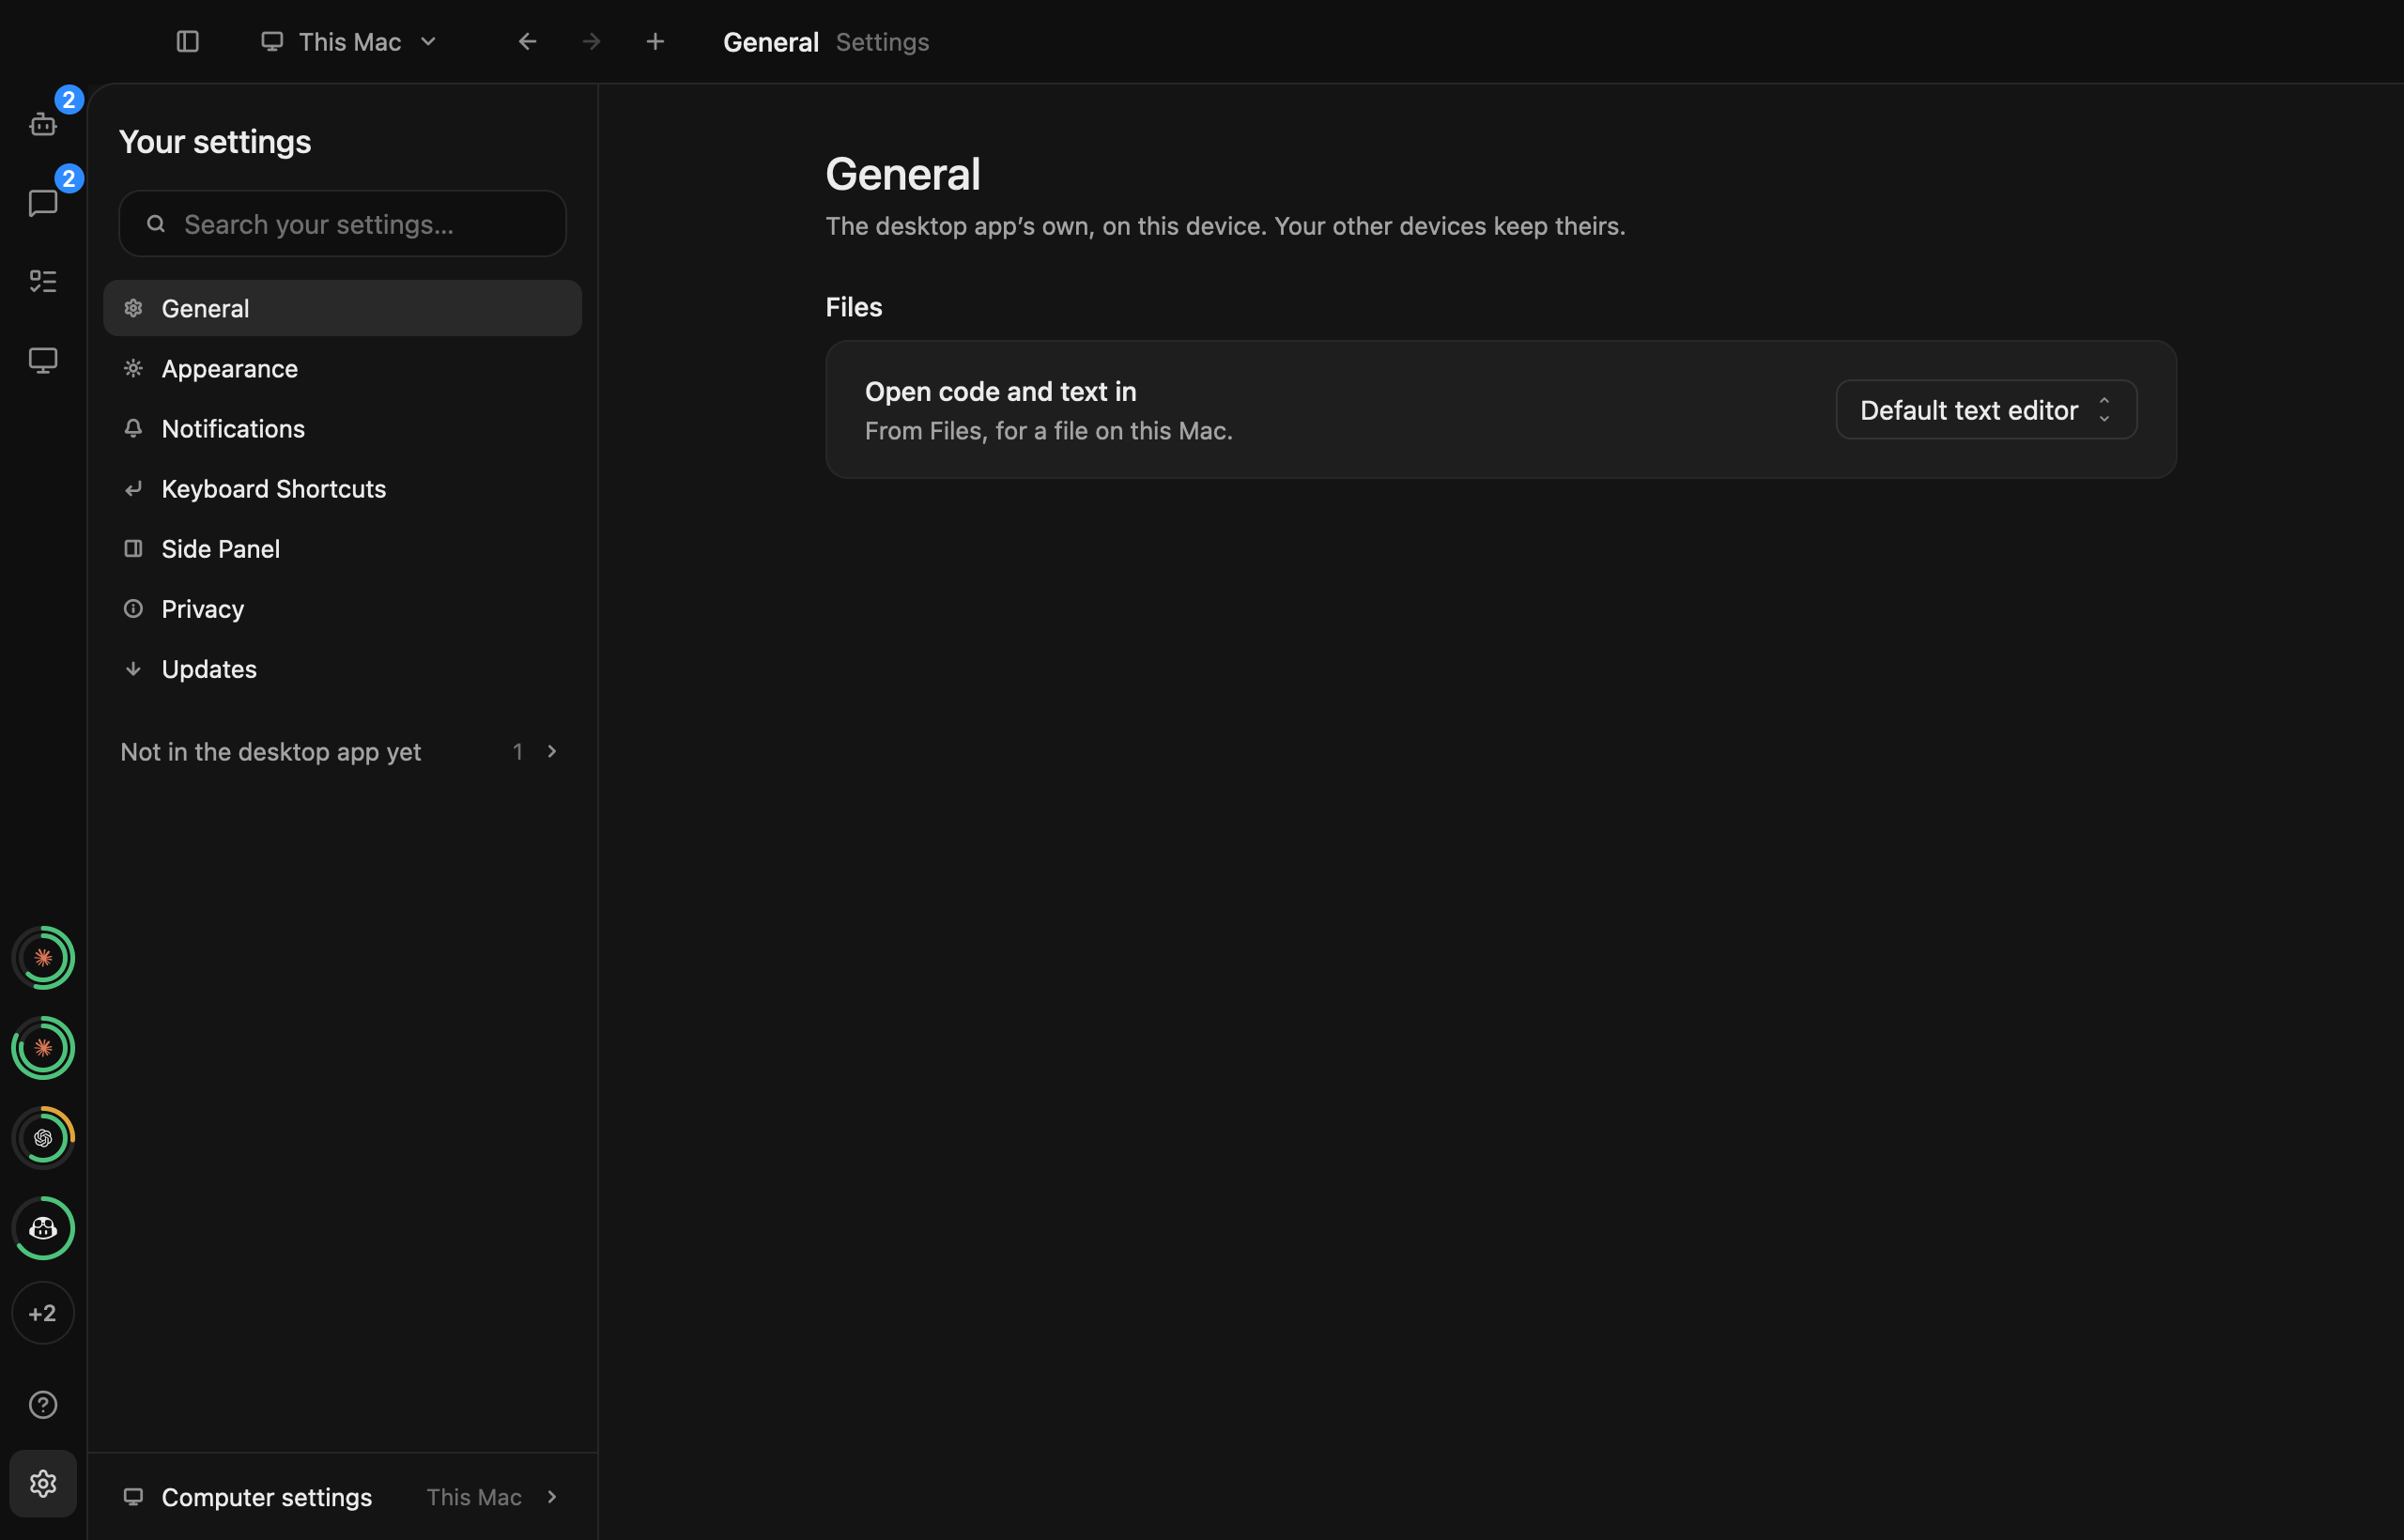 This Mac
General Settings
2
2
Your settings
Search your settings...
General
Appearance
Notifications
Keyboard Shortcuts
Side Panel
Privacy
Updates
Not in the desktop app yet 1
+2
Computer settings This Mac
General
The desktop app’s own, on this device. Your other devices keep theirs.
Files
Open code and text in
From Files, for a file on this Mac.
Default text editor